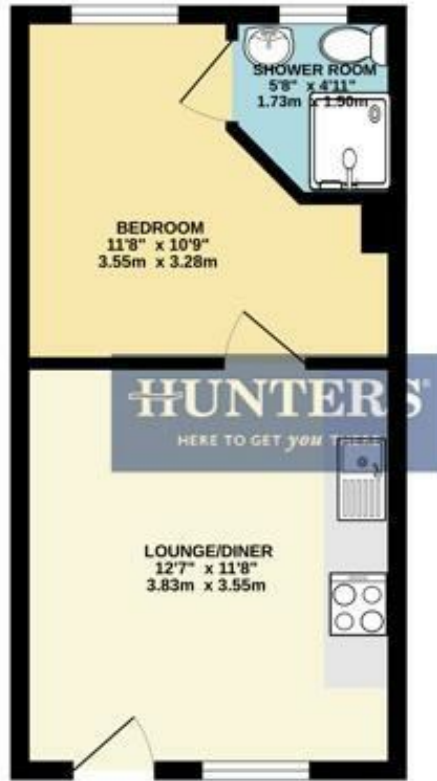 SHOWER ROOM
5'8" x 4'11"
1.73m x 1.50m
BEDROOM
11'8" x 10'9"
3.55m x 3.28m
HUNTERS®
HERE TO GET you THERE
LOUNGE/DINER
12'7" x 11'8"
3.83m x 3.55m